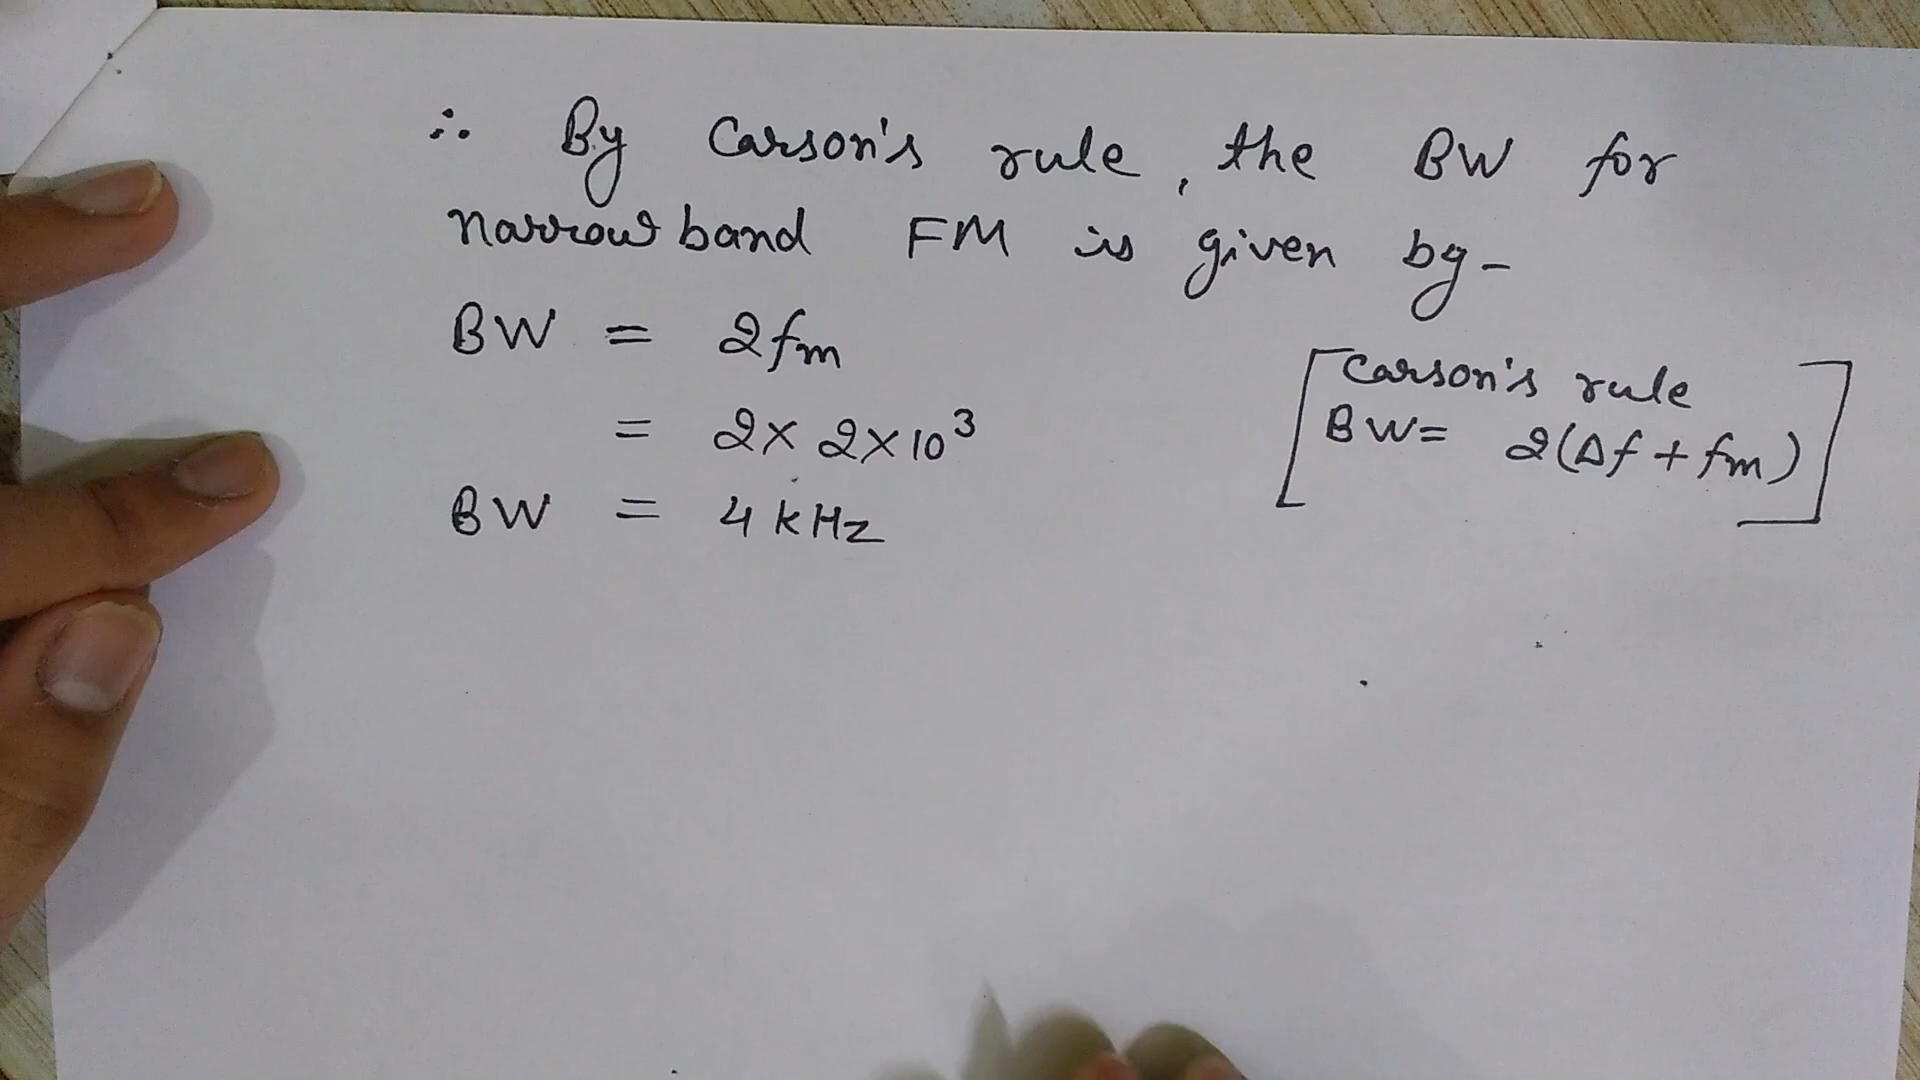 ∴ By Carson's rule, the BW for
narrow band FM is given by-
BW = 2fm
= 2 x 2 x 10³
BW = 4 kHz
[Carson's rule
BW = 2(Δf + fm)]